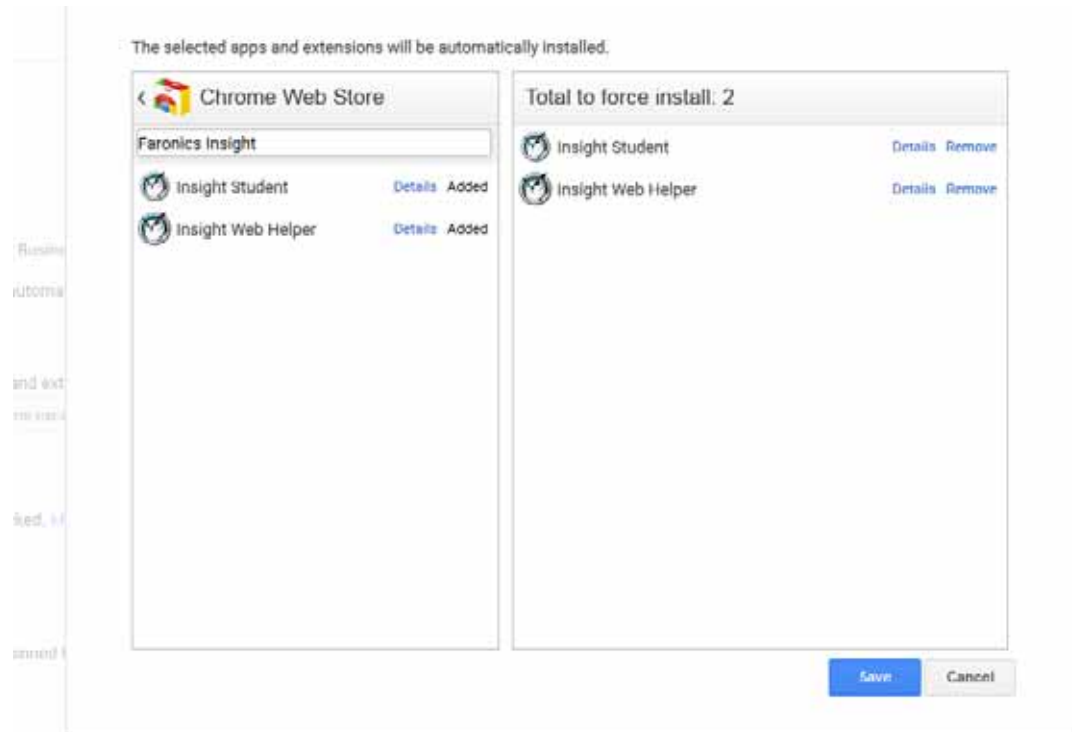 The selected apps and extensions will be automatically installed.
Chrome Web Store
Faronics Insight
Insight Student Details Added
Insight Web Helper Details Added
Total to force install: 2
Insight Student Details Remove
Insight Web Helper Details Remove
and ext
Save Cancel